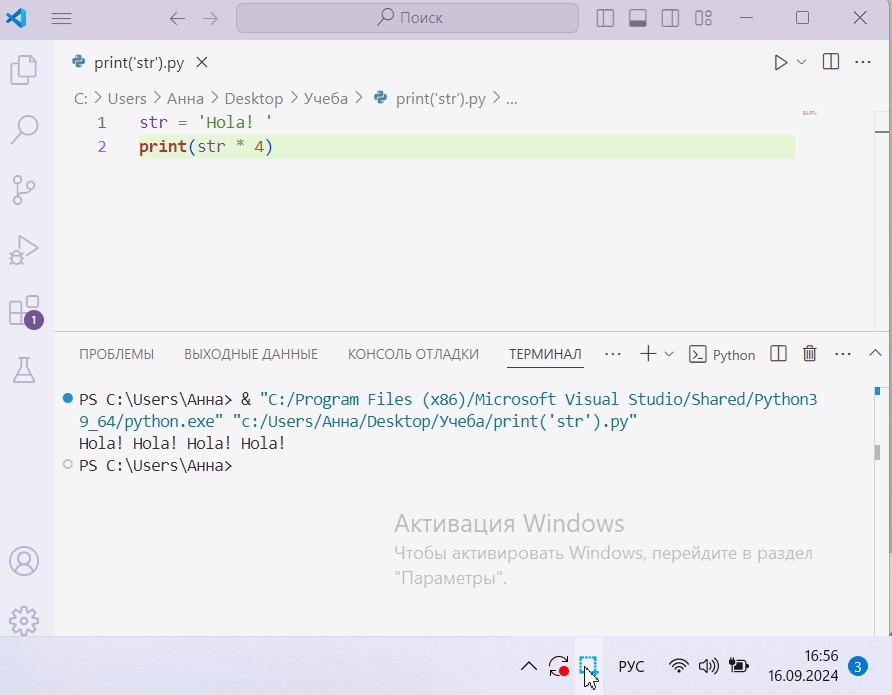 Поиск
print('str').py
C: > Users > Анна > Desktop > Учеба > print('str').py > ...
1 str = 'Hola! '
2 print(str * 4)
1
ПРОБЛЕМЫ ВЫХОДНЫЕ ДАННЫЕ КОНСОЛЬ ОТЛАДКИ ТЕРМИНАЛ ... Python ...
PS C:\Users\Анна> & "C:/Program Files (x86)/Microsoft Visual Studio/Shared/Python3
9_64/python.exe" "c:/Users/Анна/Desktop/Учеба/print('str').py"
Hola! Hola! Hola! Hola!
PS C:\Users\Анна>
Активация Windows
Чтобы активировать Windows, перейдите в раздел
"Параметры".
РУС 16:56
16.09.2024 3